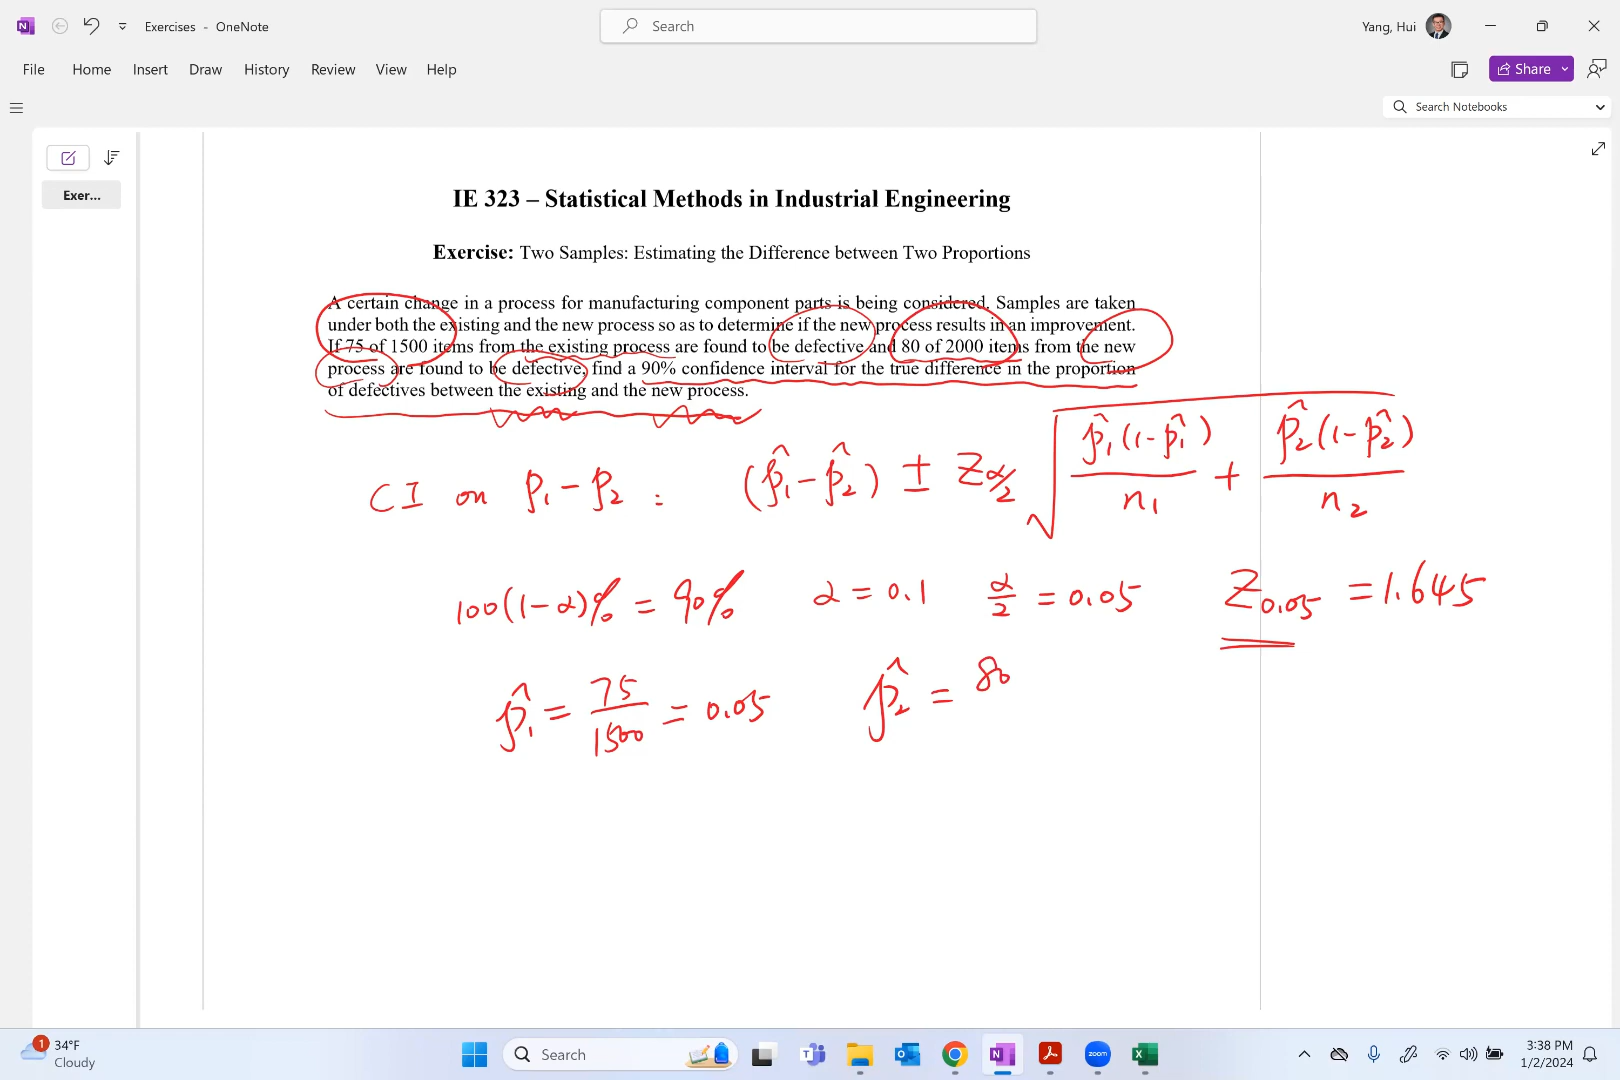 Exercises - OneNote
Search
Yang, Hui
File Home Insert Draw History Review View Help
Share
Search Notebooks
Exer...
IE 323 – Statistical Methods in Industrial Engineering
Exercise: Two Samples: Estimating the Difference between Two Proportions
A certain change in a process for manufacturing component parts is being considered. Samples are taken
under both the existing and the new process so as to determine if the new process results in an improvement.
If 75 of 1500 items from the existing process are found to be defective and 80 of 2000 items from the new
process are found to be defective, find a 90% confidence interval for the true difference in the proportion
of defectives between the existing and the new process.
CI on p₁ - p₂ : (p̂₁ - p̂₂) ± Z_{α/2} √( p̂₁(1-p̂₁)/n₁ + p̂₂(1-p̂₂)/n₂ )
100(1-α)% = 90% α = 0.1 α/2 = 0.05 Z_{0.05} = 1.645
p̂₁ = 75/1500 = 0.05 p̂₂ = 80
1
34°F
Cloudy
Search
zoom
3:38 PM
1/2/2024